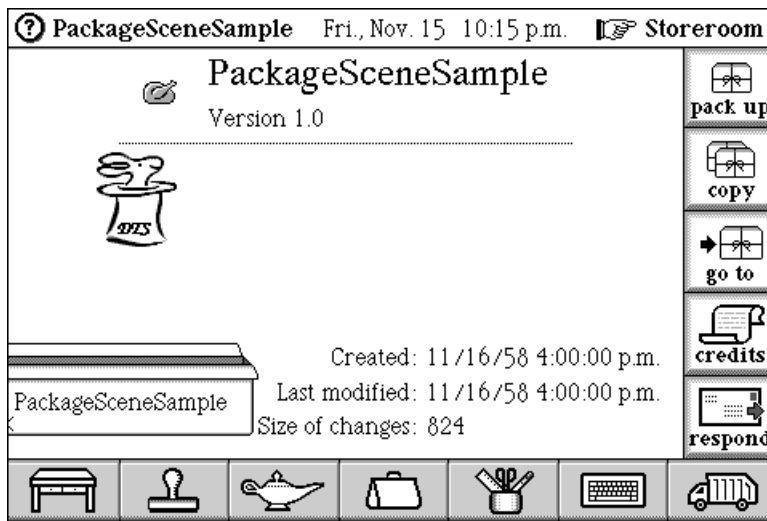 ? PackageSceneSample Fri., Nov. 15 10:15 p.m. Storeroom
PackageSceneSample
Version 1.0
DTS
pack up
copy
go to
credits
respond
Created: 11/16/58 4:00:00 p.m.
Last modified: 11/16/58 4:00:00 p.m.
Size of changes: 824
PackageSceneSample